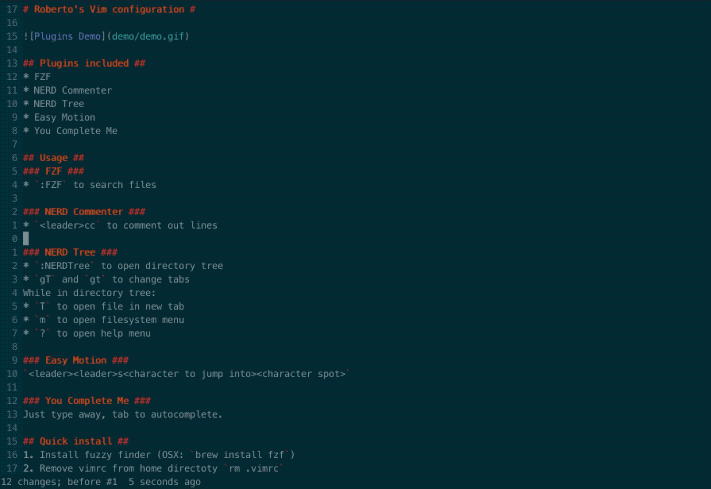 17 # Roberto's Vim configuration #
16
15 ![Plugins Demo](demo/demo.gif)
14
13 ## Plugins included ##
12 * FZF
11 * NERD Commenter
10 * NERD Tree
9 * Easy Motion
8 * You Complete Me
7
6 ## Usage ##
5 ### FZF ###
4 * `:FZF` to search files
3
2 ### NERD Commenter ###
1 * `<leader>cc` to comment out lines
0
1 ### NERD Tree ###
2 * `:NERDTree` to open directory tree
3 * `gT` and `gt` to change tabs
4 While in directory tree:
5 * `T` to open file in new tab
6 * `m` to open filesystem menu
7 * `?` to open help menu
8
9 ### Easy Motion ###
10 `<leader><leader>s<character to jump into><character spot>`
11
12 ### You Complete Me ###
13 Just type away, tab to autocomplete.
14
15 ## Quick install ##
16 1. Install fuzzy finder (OSX: `brew install fzf`)
17 2. Remove vimrc from home directoty `rm .vimrc`
12 changes; before #1  5 seconds ago